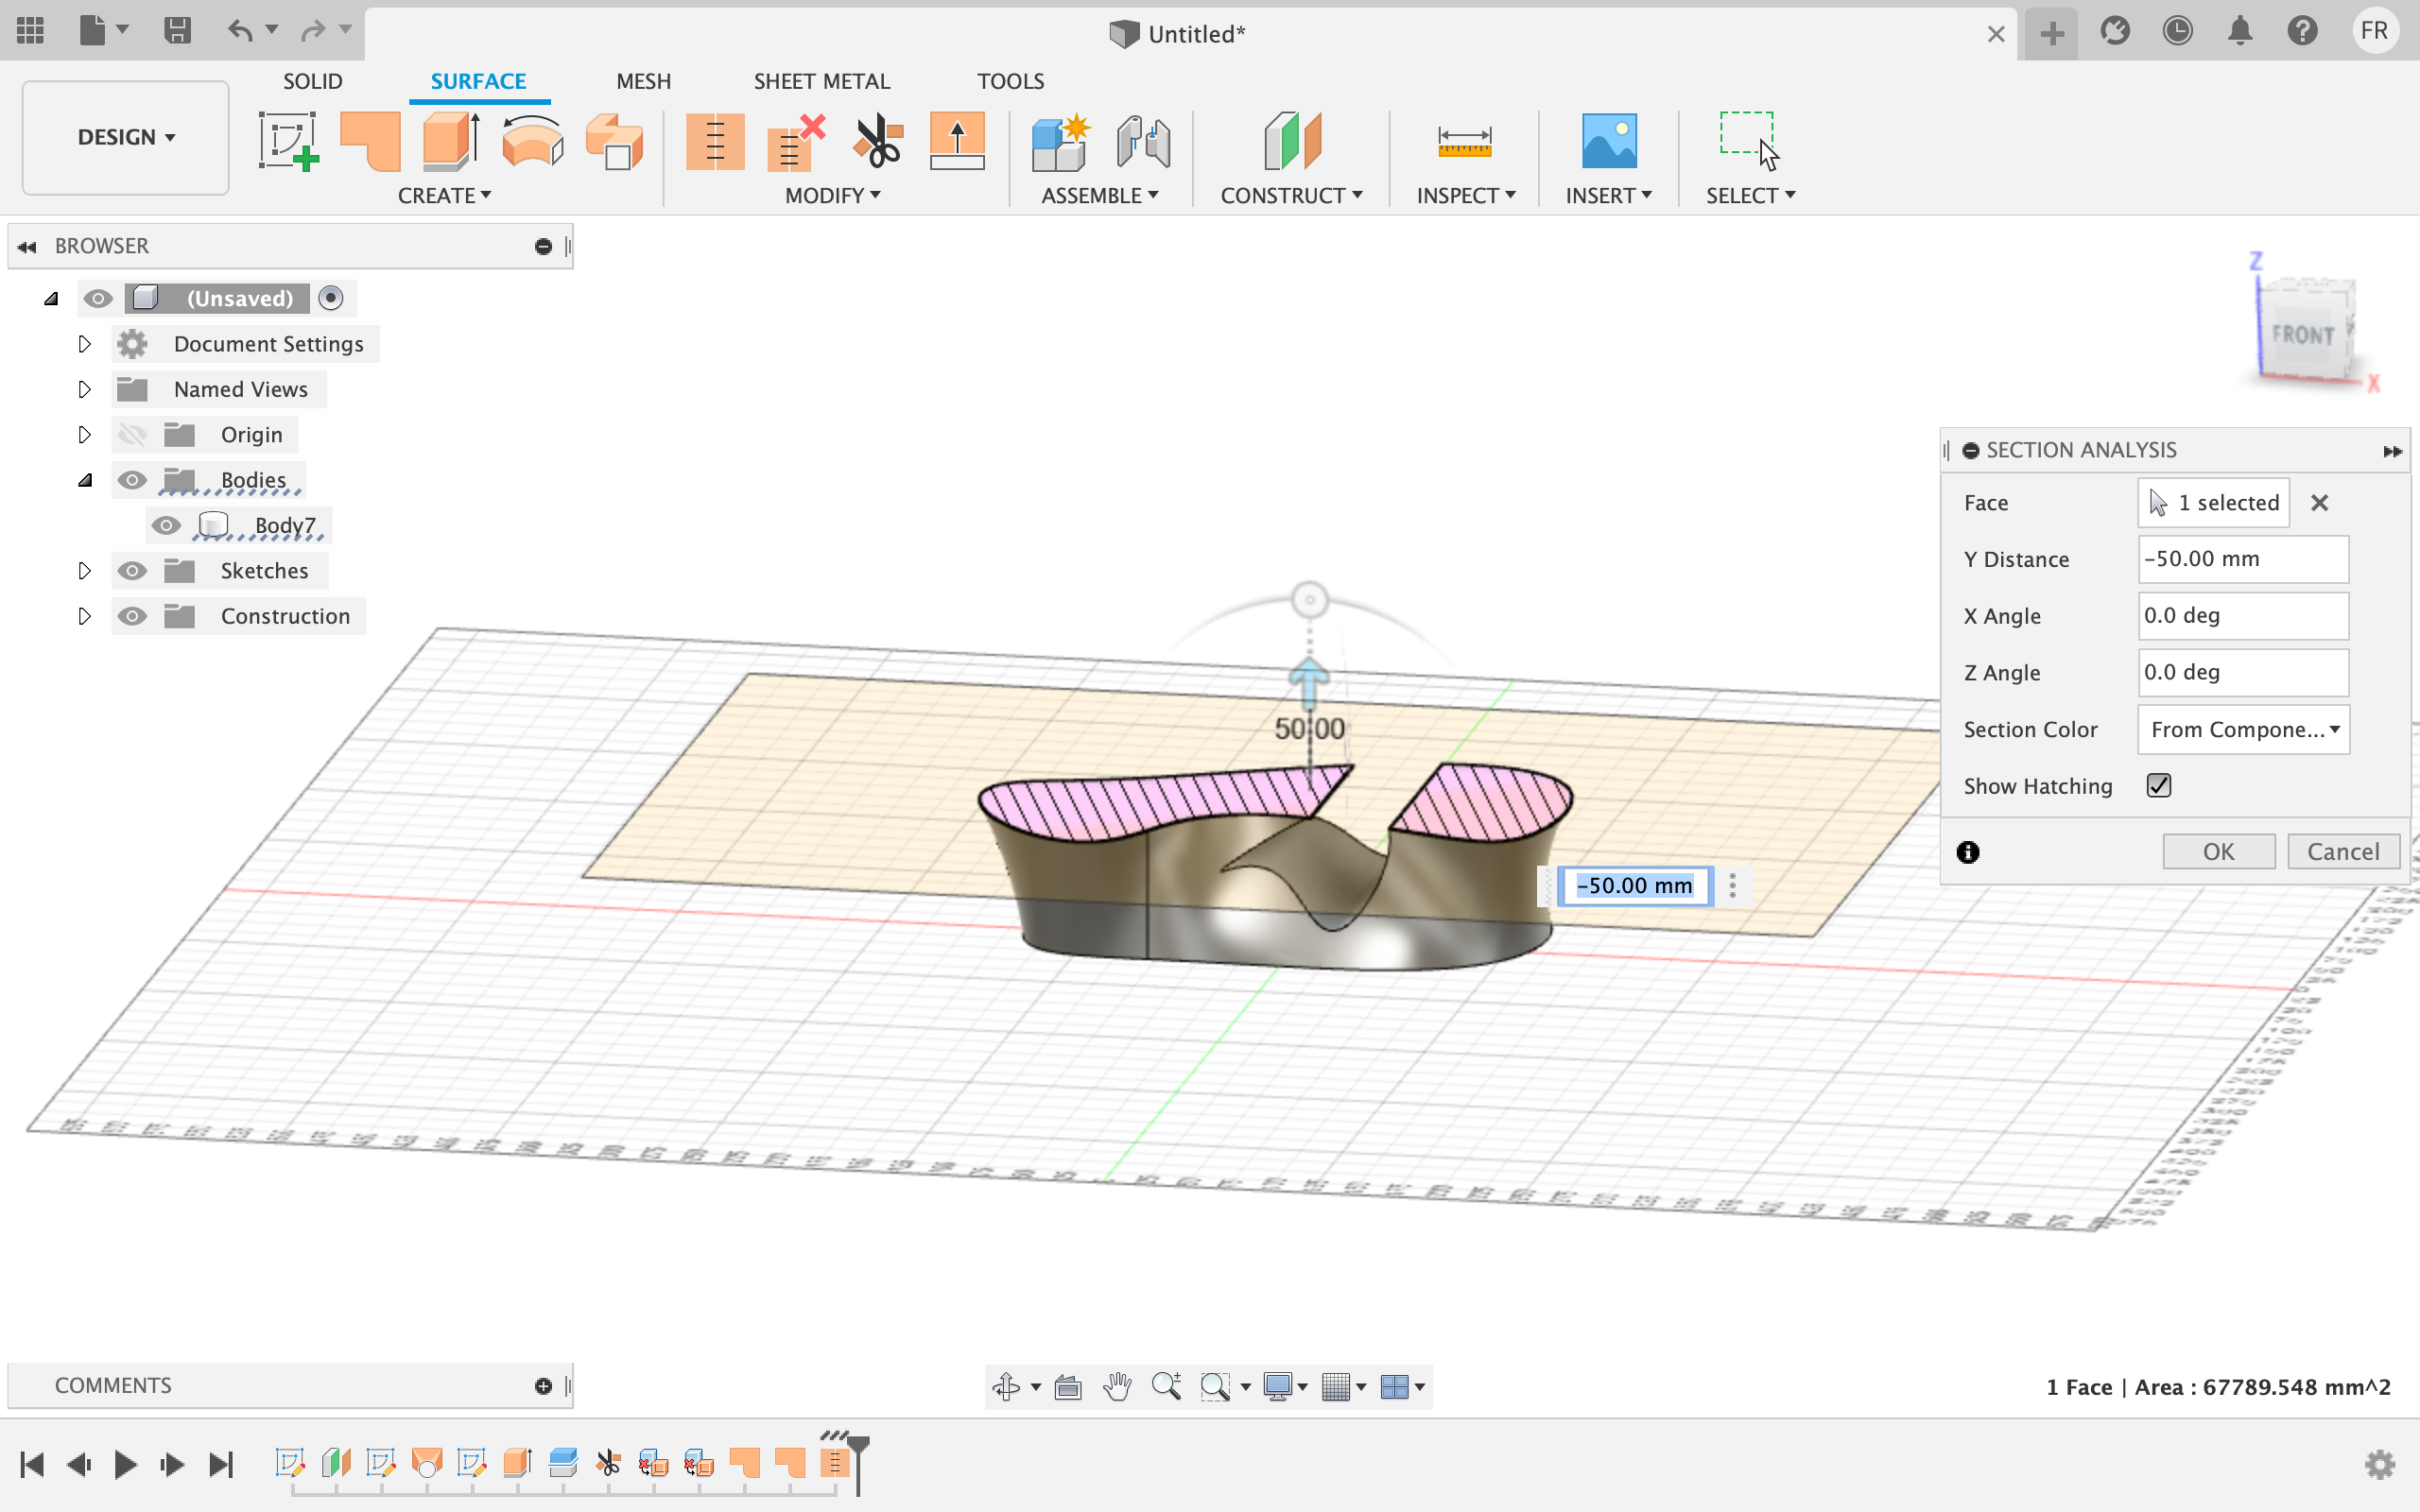 Untitled*
FR
SOLID
SURFACE
MESH
SHEET METAL
TOOLS
DESIGN
CREATE
MODIFY
ASSEMBLE
CONSTRUCT
INSPECT
INSERT
SELECT
BROWSER
(Unsaved)
Document Settings
Named Views
Origin
Bodies
Body7
Sketches
Construction
Z
FRONT
X
SECTION ANALYSIS
Face
1 selected
Y Distance
-50.00 mm
X Angle
0.0 deg
Z Angle
0.0 deg
Section Color
From Compone...
Show Hatching
OK
Cancel
50.00
-50.00 mm
COMMENTS
1 Face | Area : 67789.548 mm^2